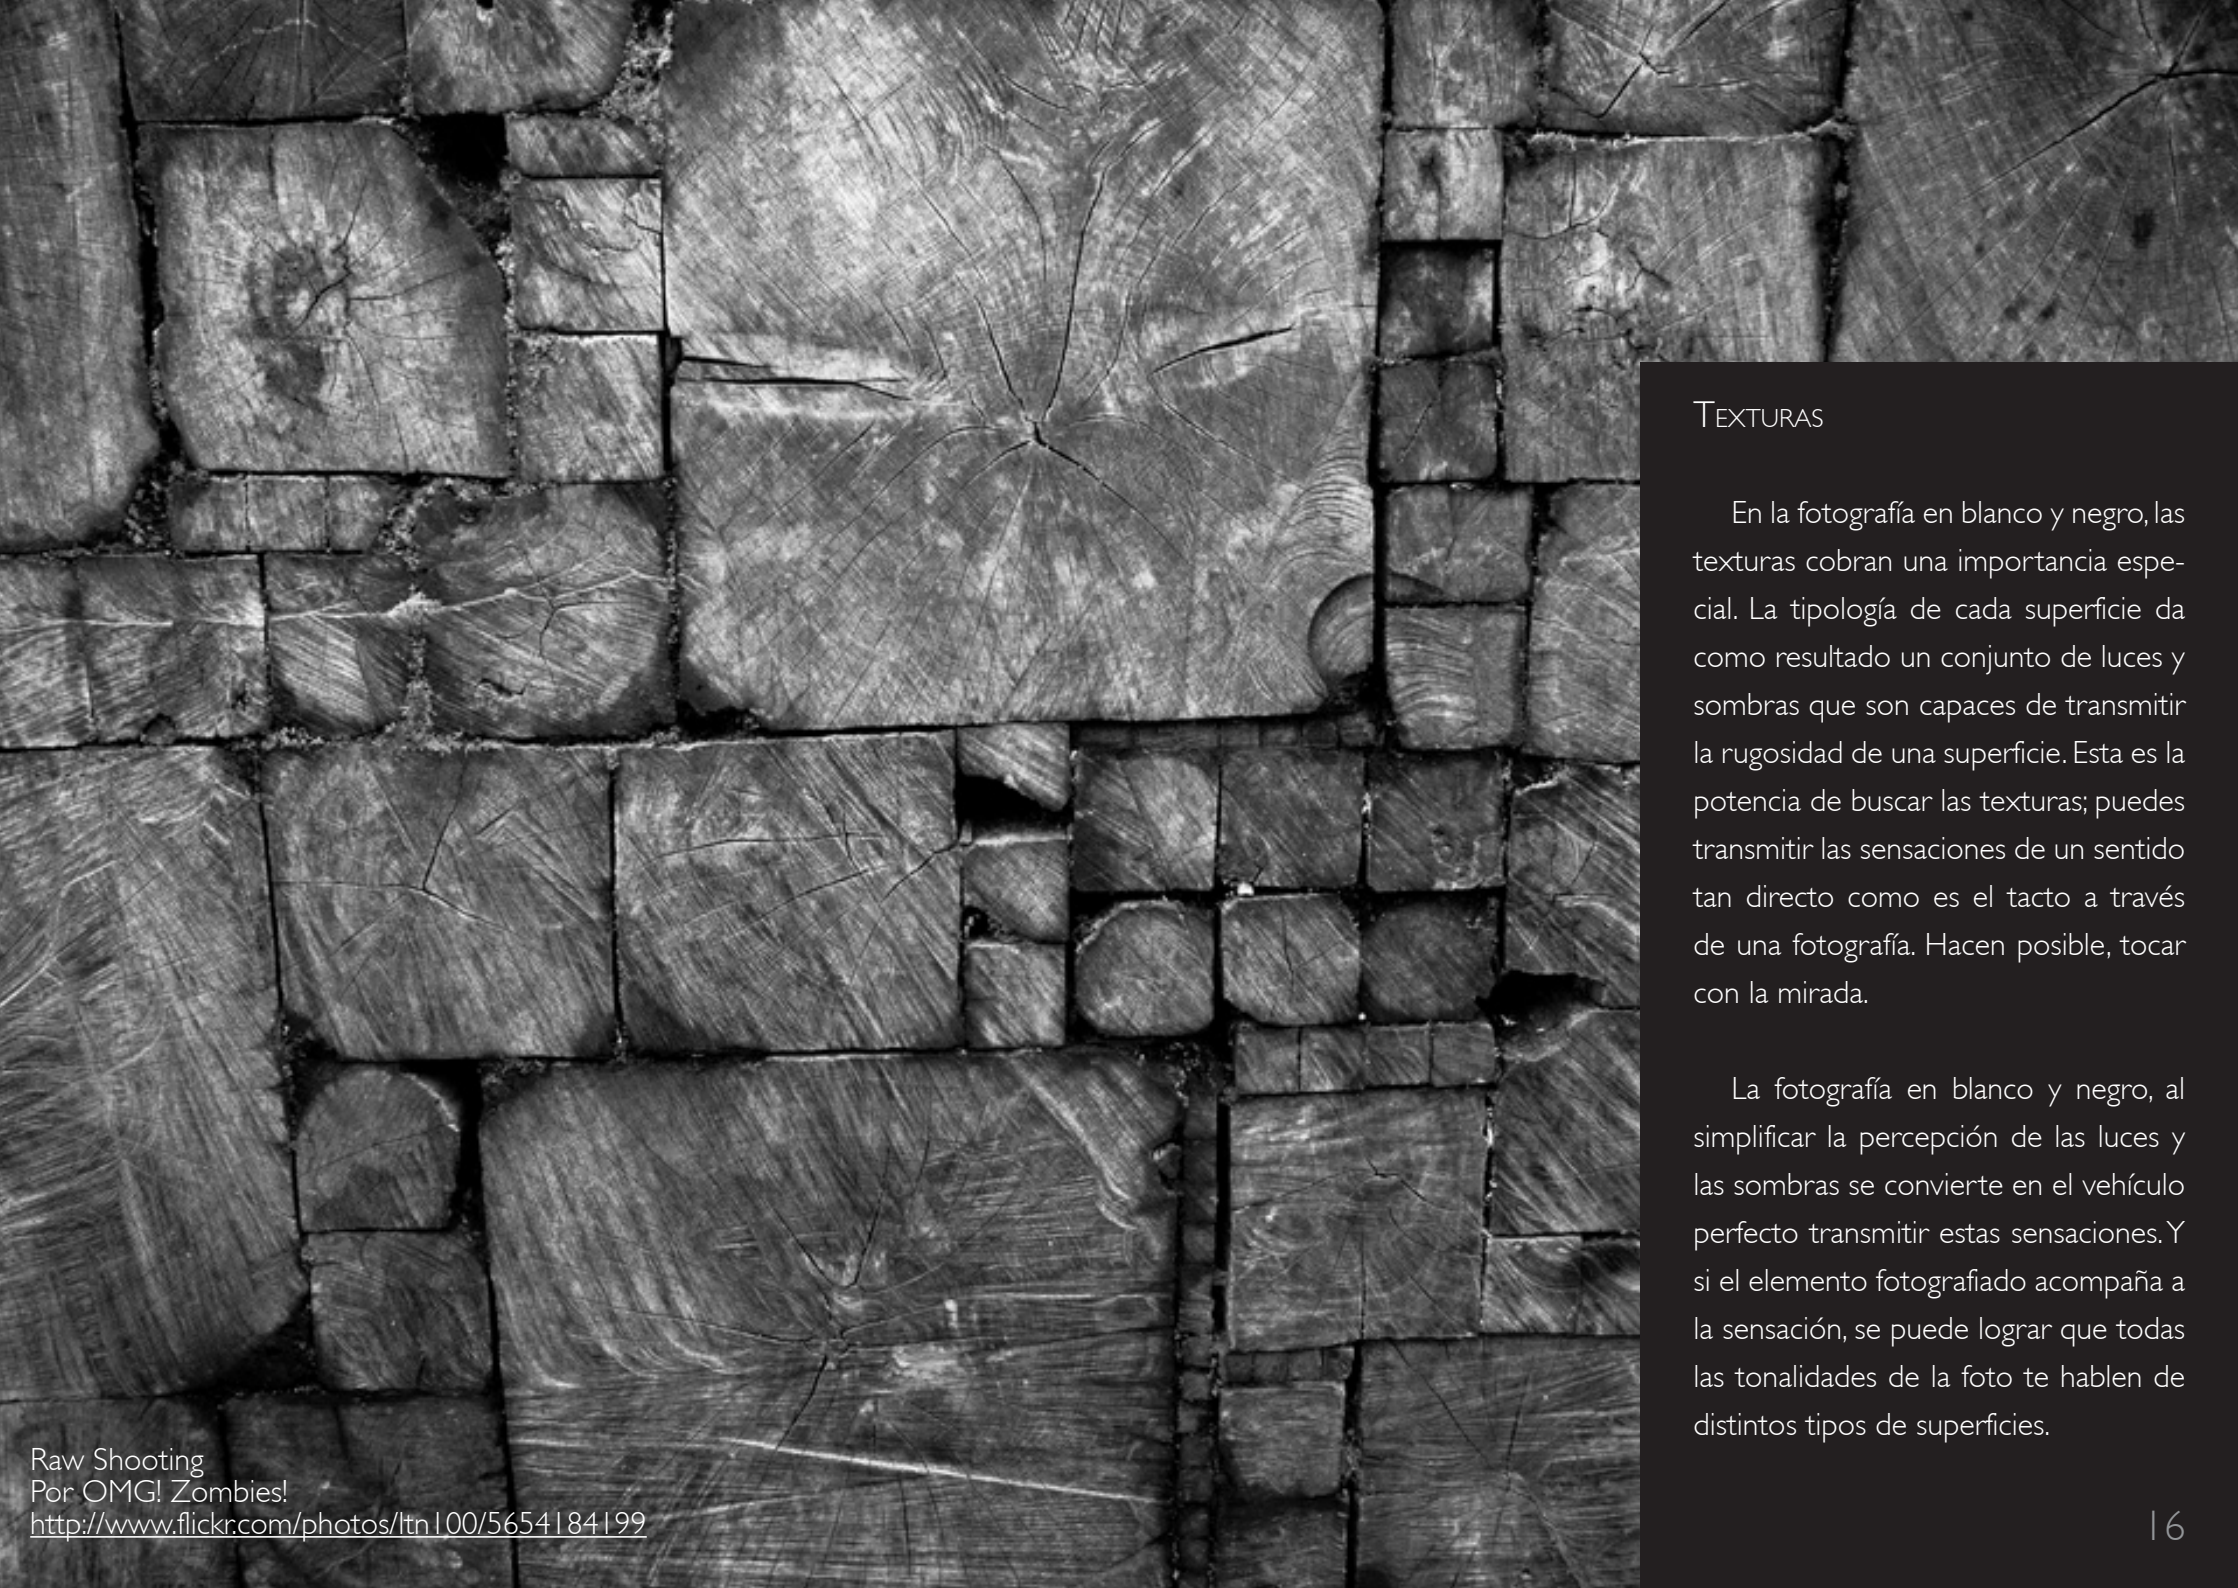 TEXTURAS
En la fotografía en blanco y negro, las
texturas cobran una importancia espe-
cial. La tipología de cada superficie da
como resultado un conjunto de luces y
sombras que son capaces de transmitir
la rugosidad de una superficie. Esta es la
potencia de buscar las texturas; puedes
transmitir las sensaciones de un sentido
tan directo como es el tacto a través
de una fotografía. Hacen posible, tocar
con la mirada.
La fotografía en blanco y negro, al
simplificar la percepción de las luces y
las sombras se convierte en el vehículo
perfecto transmitir estas sensaciones. Y
si el elemento fotografiado acompaña a
la sensación, se puede lograr que todas
las tonalidades de la foto te hablen de
distintos tipos de superficies.
Raw Shooting
Por OMG! Zombies!
http://www.flickr.com/photos/ltn100/5654184199
16